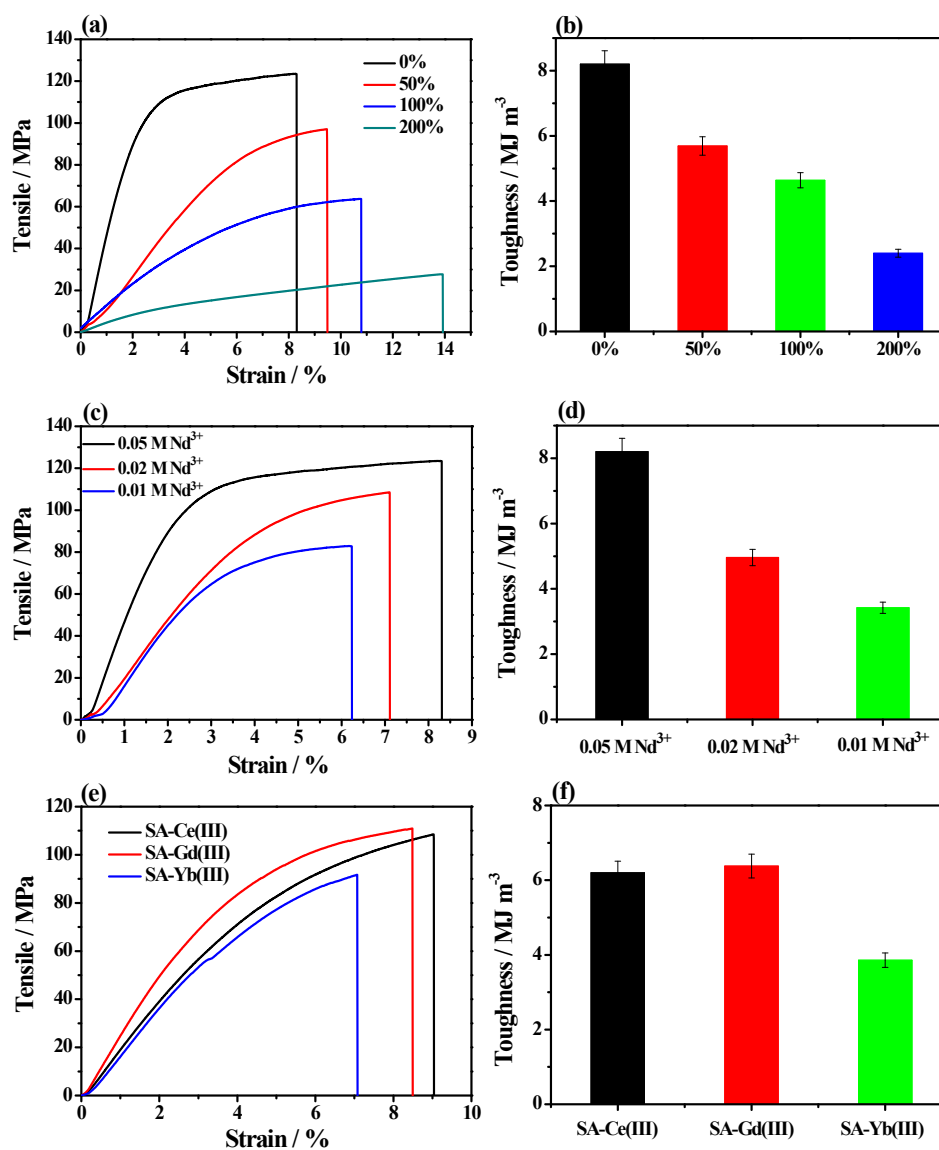 (a)
140
120
100
80
60
40
20
0
Tensile / MPa
0%
50%
100%
200%
0 2 4 6 8 10 12 14
Strain / %
(b)
8
6
4
2
0
Toughness / MJ m⁻³
0% 50% 100% 200%
(c)
140
120
100
80
60
40
20
0
Tensile / MPa
0.05 M Nd³⁺
0.02 M Nd³⁺
0.01 M Nd³⁺
0 1 2 3 4 5 6 7 8 9
Strain / %
(d)
8
6
4
2
0
Toughness / MJ m⁻³
0.05 M Nd³⁺ 0.02 M Nd³⁺ 0.01 M Nd³⁺
(e)
120
100
80
60
40
20
0
Tensile / MPa
SA-Ce(III)
SA-Gd(III)
SA-Yb(III)
0 2 4 6 8 10
Strain / %
(f)
8
6
4
2
0
Toughness / MJ m⁻³
SA-Ce(III) SA-Gd(III) SA-Yb(III)